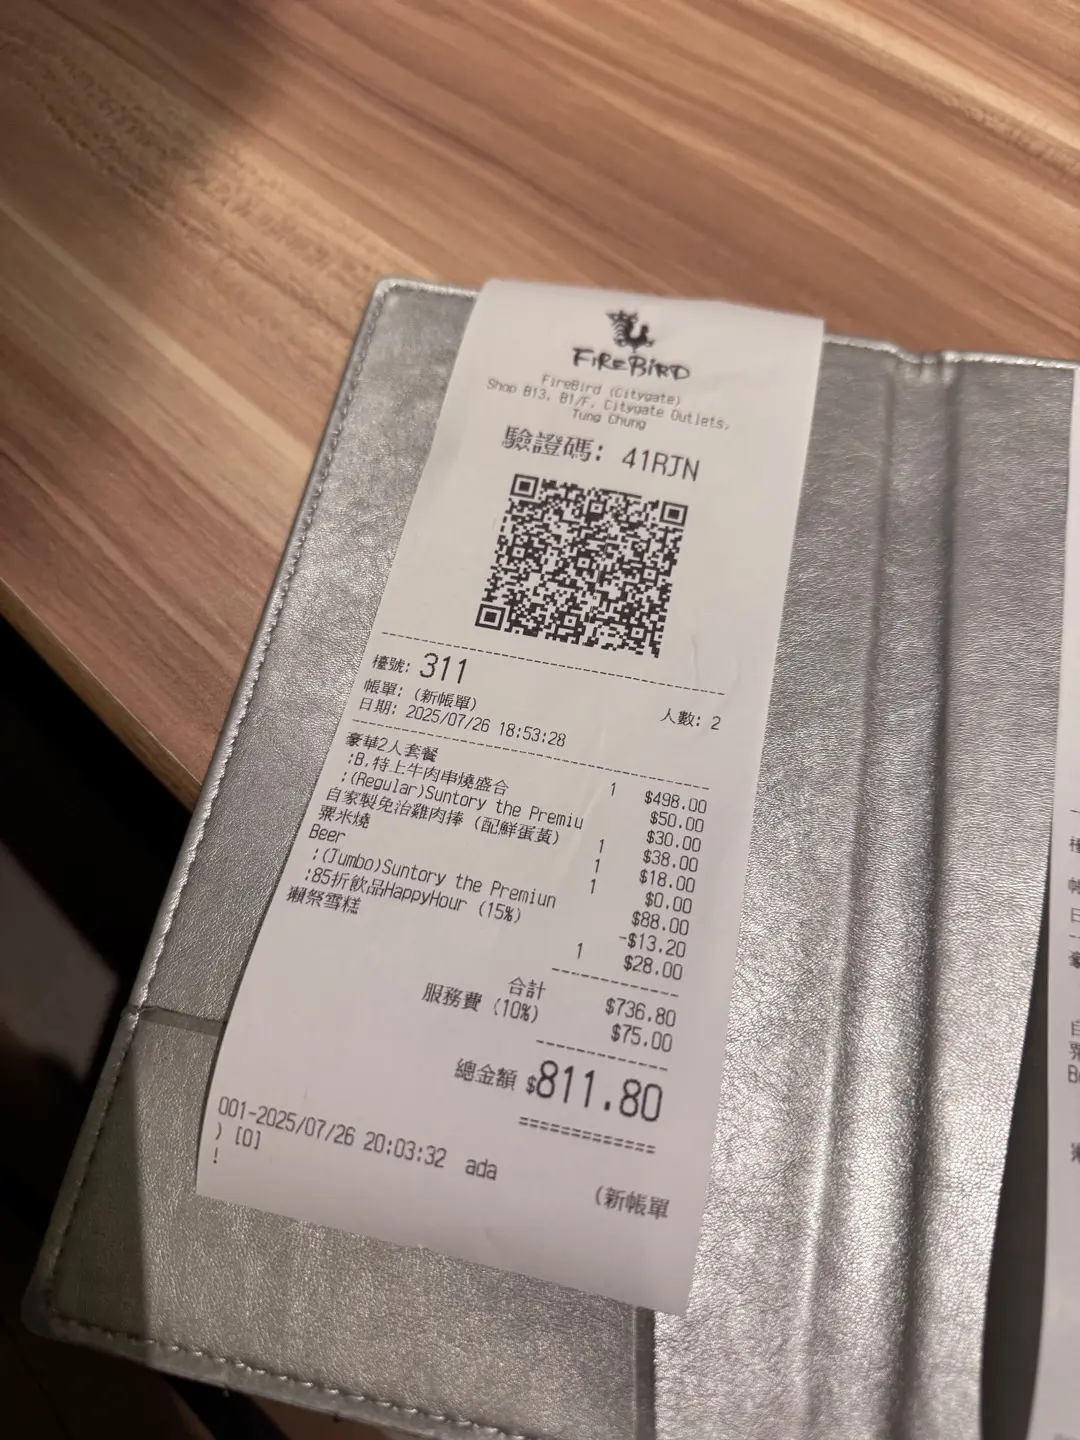 FIREBIRD
FireBird (Citygate)
Shop B13, B1/F, Citygate Outlets,
Tung Chung
驗證碼: 41RJN
檯號: 311
人數: 2
帳單: (新帳單)
日期: 2025/07/26 18:53:28
豪華2人套餐 1 $498.00
:B.特上牛肉串燒盛合 $50.00
:(Regular)Suntory the Premiu $30.00
自家製免治雞肉捧 (配鮮蛋黃) 1 $38.00
粟米燒 1 $18.00
Beer 1 $0.00
:(Jumbo)Suntory the Premiun $88.00
:85折飲品HappyHour (15%) -$13.20
獺祭雪糕 1 $28.00
合計 $736.80
服務費 (10%) $75.00
總金額 $811.80
=============
001-2025/07/26 20:03:32 ada (新帳單
) [0]
!